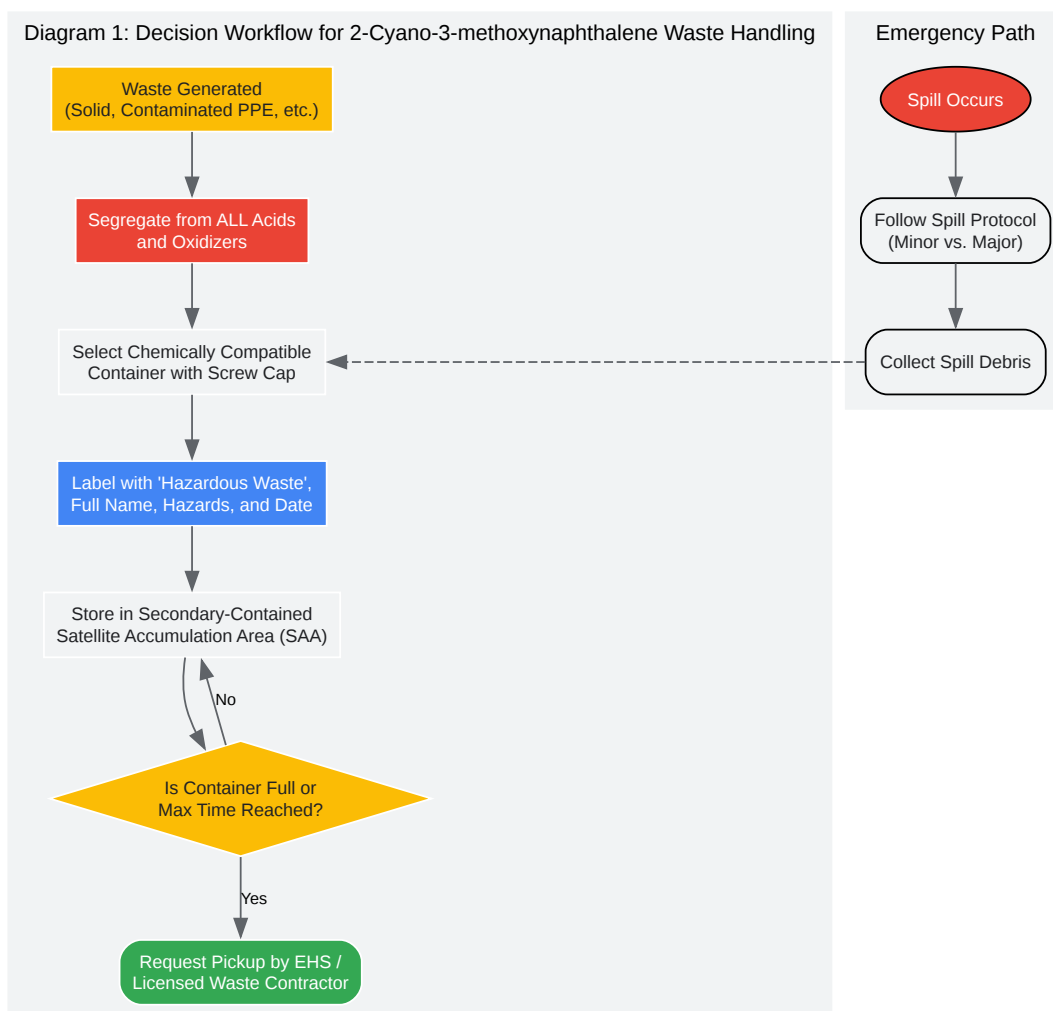 Diagram 1: Decision Workflow for 2-Cyano-3-methoxynaphthalene Waste Handling
Waste Generated
(Solid, Contaminated PPE, etc.)
Segregate from ALL Acids
and Oxidizers
Select Chemically Compatible
Container with Screw Cap
Label with 'Hazardous Waste',
Full Name, Hazards, and Date
Store in Secondary-Contained
Satellite Accumulation Area (SAA)
No
Is Container Full or
Max Time Reached?
Yes
Request Pickup by EHS /
Licensed Waste Contractor
Emergency Path
Spill Occurs
Follow Spill Protocol
(Minor vs. Major)
Collect Spill Debris